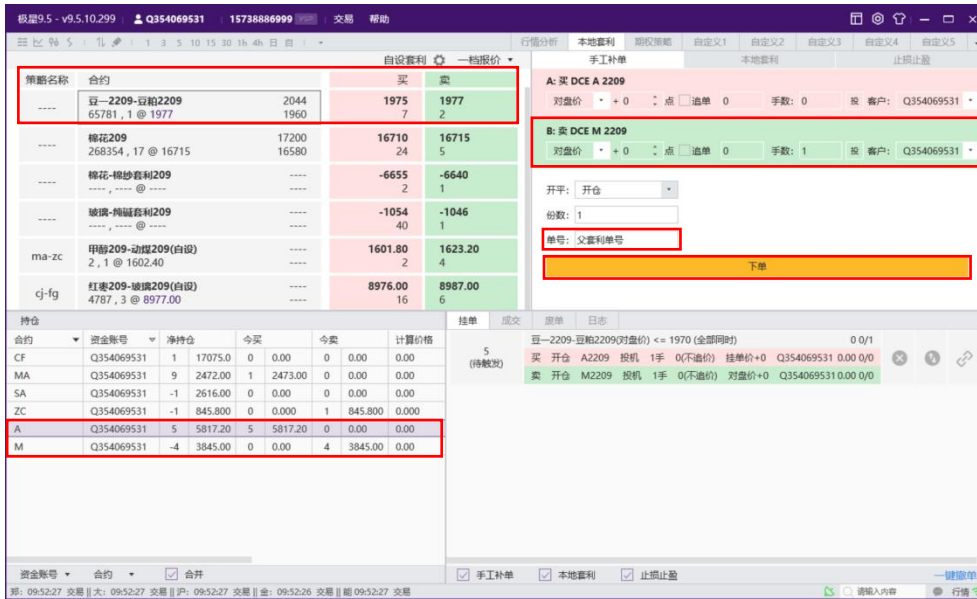 极星9.5 - v9.5.10.299 Q354069531 15738886999 VIP 交易 帮助
1 3 5 10 15 30 1h 4h 日
行情分析 本地套利 期权策略 自定义1 自定义2 自定义3 自定义4 自定义5
自设套利 一档报价
手工补单 本地套利 止损止盈
策略名称 合约 买 卖
---- 豆一2209-豆粕2209 2044 1975 1977
65781 , 1 @ 1977 1960 7 2
---- 棉花209 17200 16710 16715
268354 , 17 @ 16715 16580 24 5
---- 棉花-棉纱套利209 ---- -6655 -6640
---- , ---- @ ---- ---- 2 1
---- 玻璃-纯碱套利209 ---- -1054 -1046
---- , ---- @ ---- ---- 40 1
ma-zc 甲醇209-动煤209(自设) ---- 1601.80 1623.20
2 , 1 @ 1602.40 ---- 2 4
cj-fg 红枣209-玻璃209(自设) ---- 8976.00 8987.00
4787 , 3 @ 8977.00 ---- 16 6
A: 买 DCE A 2209
对盘价 + 0 点 追单 0 手数: 0 投 客户: Q354069531
B: 卖 DCE M 2209
对盘价 + 0 点 追单 0 手数: 1 投 客户: Q354069531
开平: 开仓
份数: 1
单号: 父套利单号
下单
持仓
合约 资金账号 净持仓 今买 今卖 计算价格
CF Q354069531 1 17075.0 0 0.00 0 0.00 0.00
MA Q354069531 9 2472.00 1 2473.00 0 0.00 0.00
SA Q354069531 -1 2616.00 0 0.00 0 0.00 0.00
ZC Q354069531 -1 845.800 0 0.000 1 845.800 0.000
A Q354069531 5 5817.20 5 5817.20 0 0.00 0.00
M Q354069531 -4 3845.00 0 0.00 4 3845.00 0.00
挂单 成交 废单 日志
5 (待触发)
豆一2209-豆粕2209(对盘价) <= 1970 (全部同时) 0 0/1
买 开仓 A2209 投机 1手 0(不追价) 挂单价+0 Q354069531 0.00 0/0
卖 开仓 M2209 投机 1手 0(不追价) 对盘价+0 Q354069531 0.00 0/0
资金账号 合约 合并
手工补单 本地套利 止损止盈 一键撤单
郑: 09:52:27 交易 || 大: 09:52:27 交易 || 沪: 09:52:27 交易 || 金: 09:52:26 交易 || 能 09:52:27 交易
请输入内容 行情